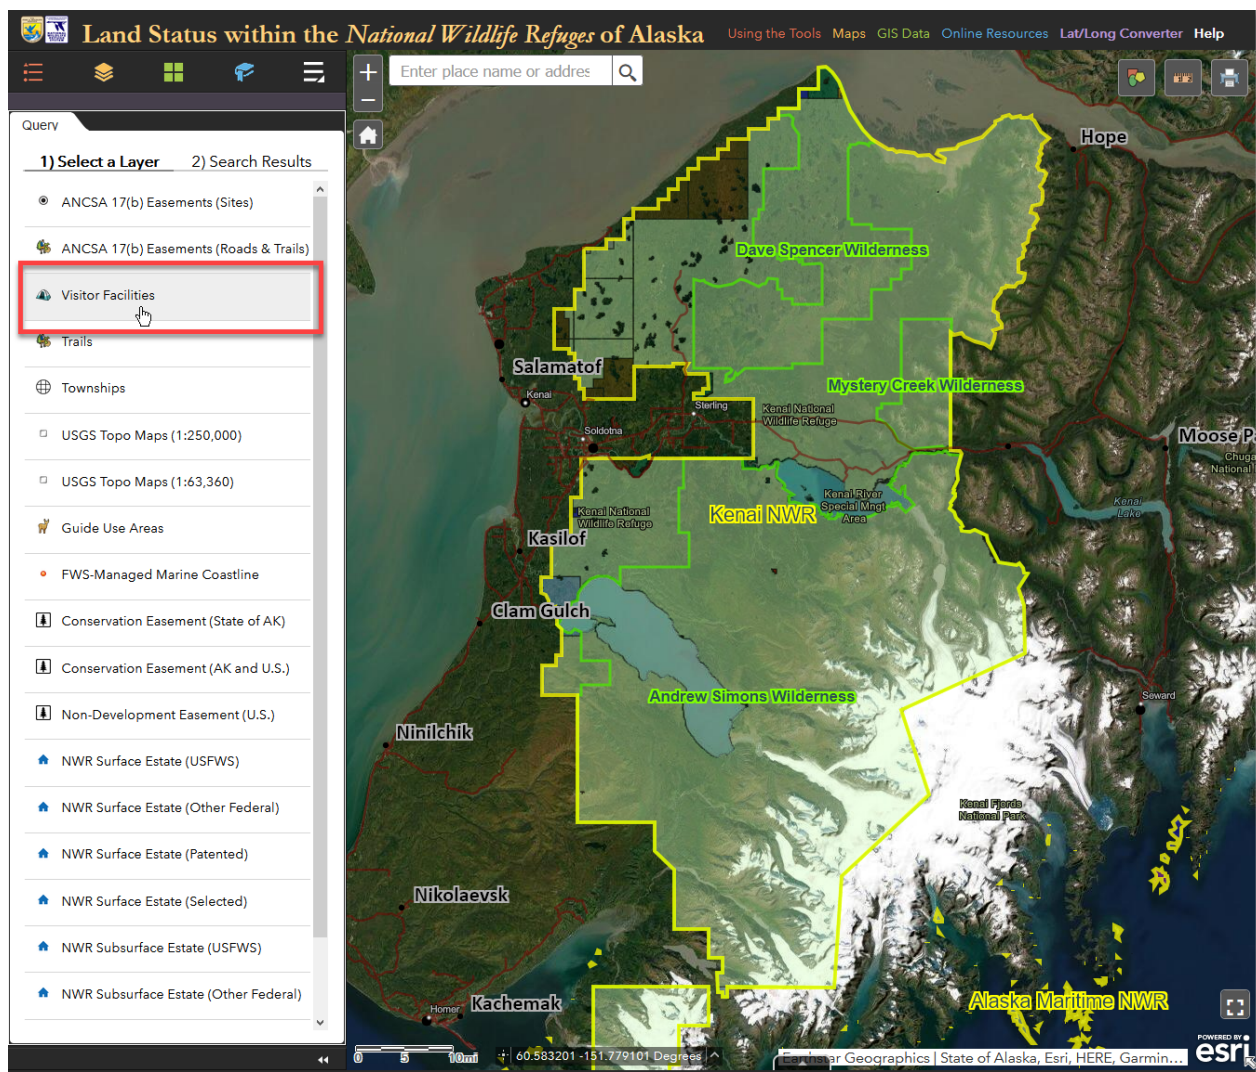 Land Status within the National Wildlife Refuges of Alaska
Using the Tools Maps GIS Data Online Resources Lat/Long Converter Help
Enter place name or addres
Query
1) Select a Layer 2) Search Results
ANCSA 17(b) Easements (Sites)
ANCSA 17(b) Easements (Roads & Trails)
Visitor Facilities
Trails
Townships
USGS Topo Maps (1:250,000)
USGS Topo Maps (1:63,360)
Guide Use Areas
FWS-Managed Marine Coastline
Conservation Easement (State of AK)
Conservation Easement (AK and U.S.)
Non-Development Easement (U.S.)
NWR Surface Estate (USFWS)
NWR Surface Estate (Other Federal)
NWR Surface Estate (Patented)
NWR Surface Estate (Selected)
NWR Subsurface Estate (USFWS)
NWR Subsurface Estate (Other Federal)
Hope
Dave Spencer Wilderness
Salamatof
Mystery Creek Wilderness
Kenai
Sterling
Kenai National
Wildlife Refuge
Soldotna
Moose P
Chuga
National
Kenai River
Special Mngt
Area
Kenai
Lake
Kenai NWR
Kenai National
Wildlife Refuge
Kasilof
Clam Gulch
Andrew Simons Wilderness
Seward
Ninilchik
Kenai Fjords
National Park
Nikolaevsk
Homer
Kachemak
Alaska Maritime NWR
0 5 10mi
60.583201 -151.779101 Degrees
Earthstar Geographics | State of Alaska, Esri, HERE, Garmin...
POWERED BY
esri